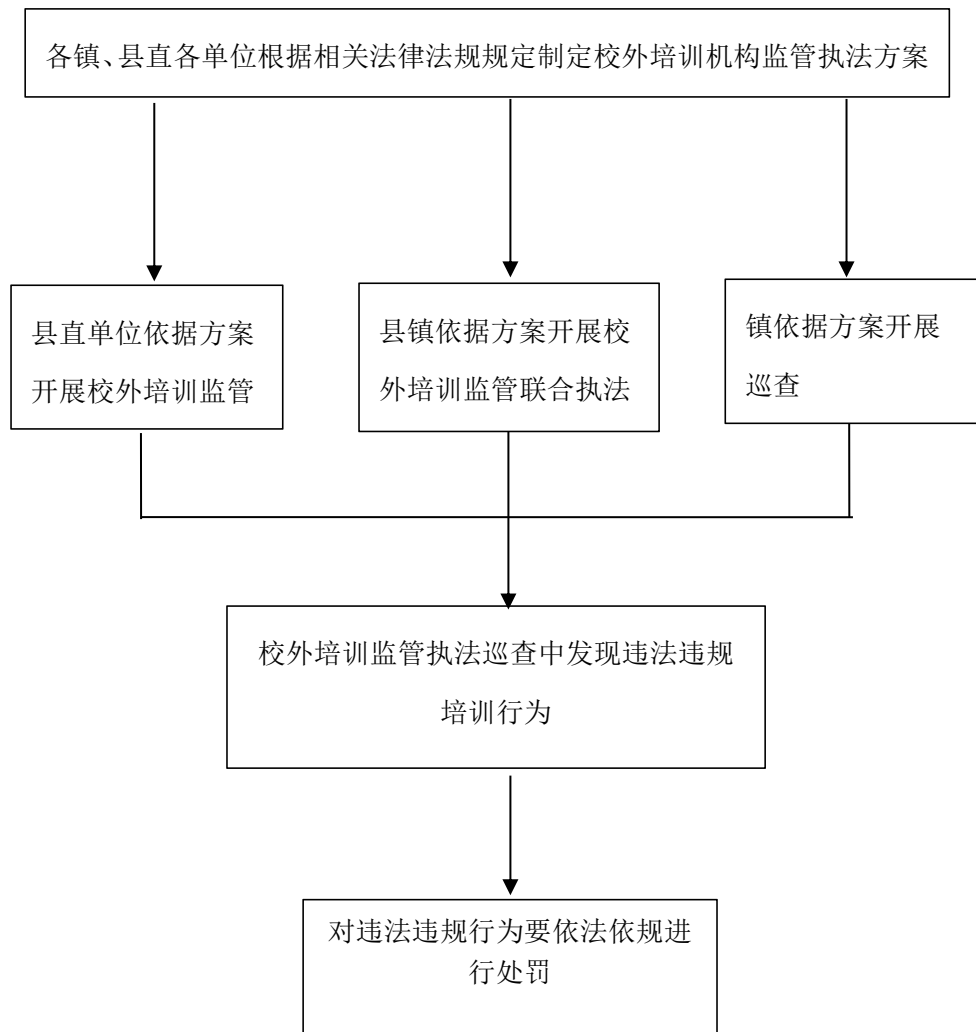 各镇、县直各单位根据相关法律法规规定制定校外培训机构监管执法方案
县直单位依据方案
开展校外培训监管
县镇依据方案开展校
外培训监管联合执法
镇依据方案开展
巡查
校外培训监管执法巡查中发现违法违规
培训行为
对违法违规行为要依法依规进
行处罚